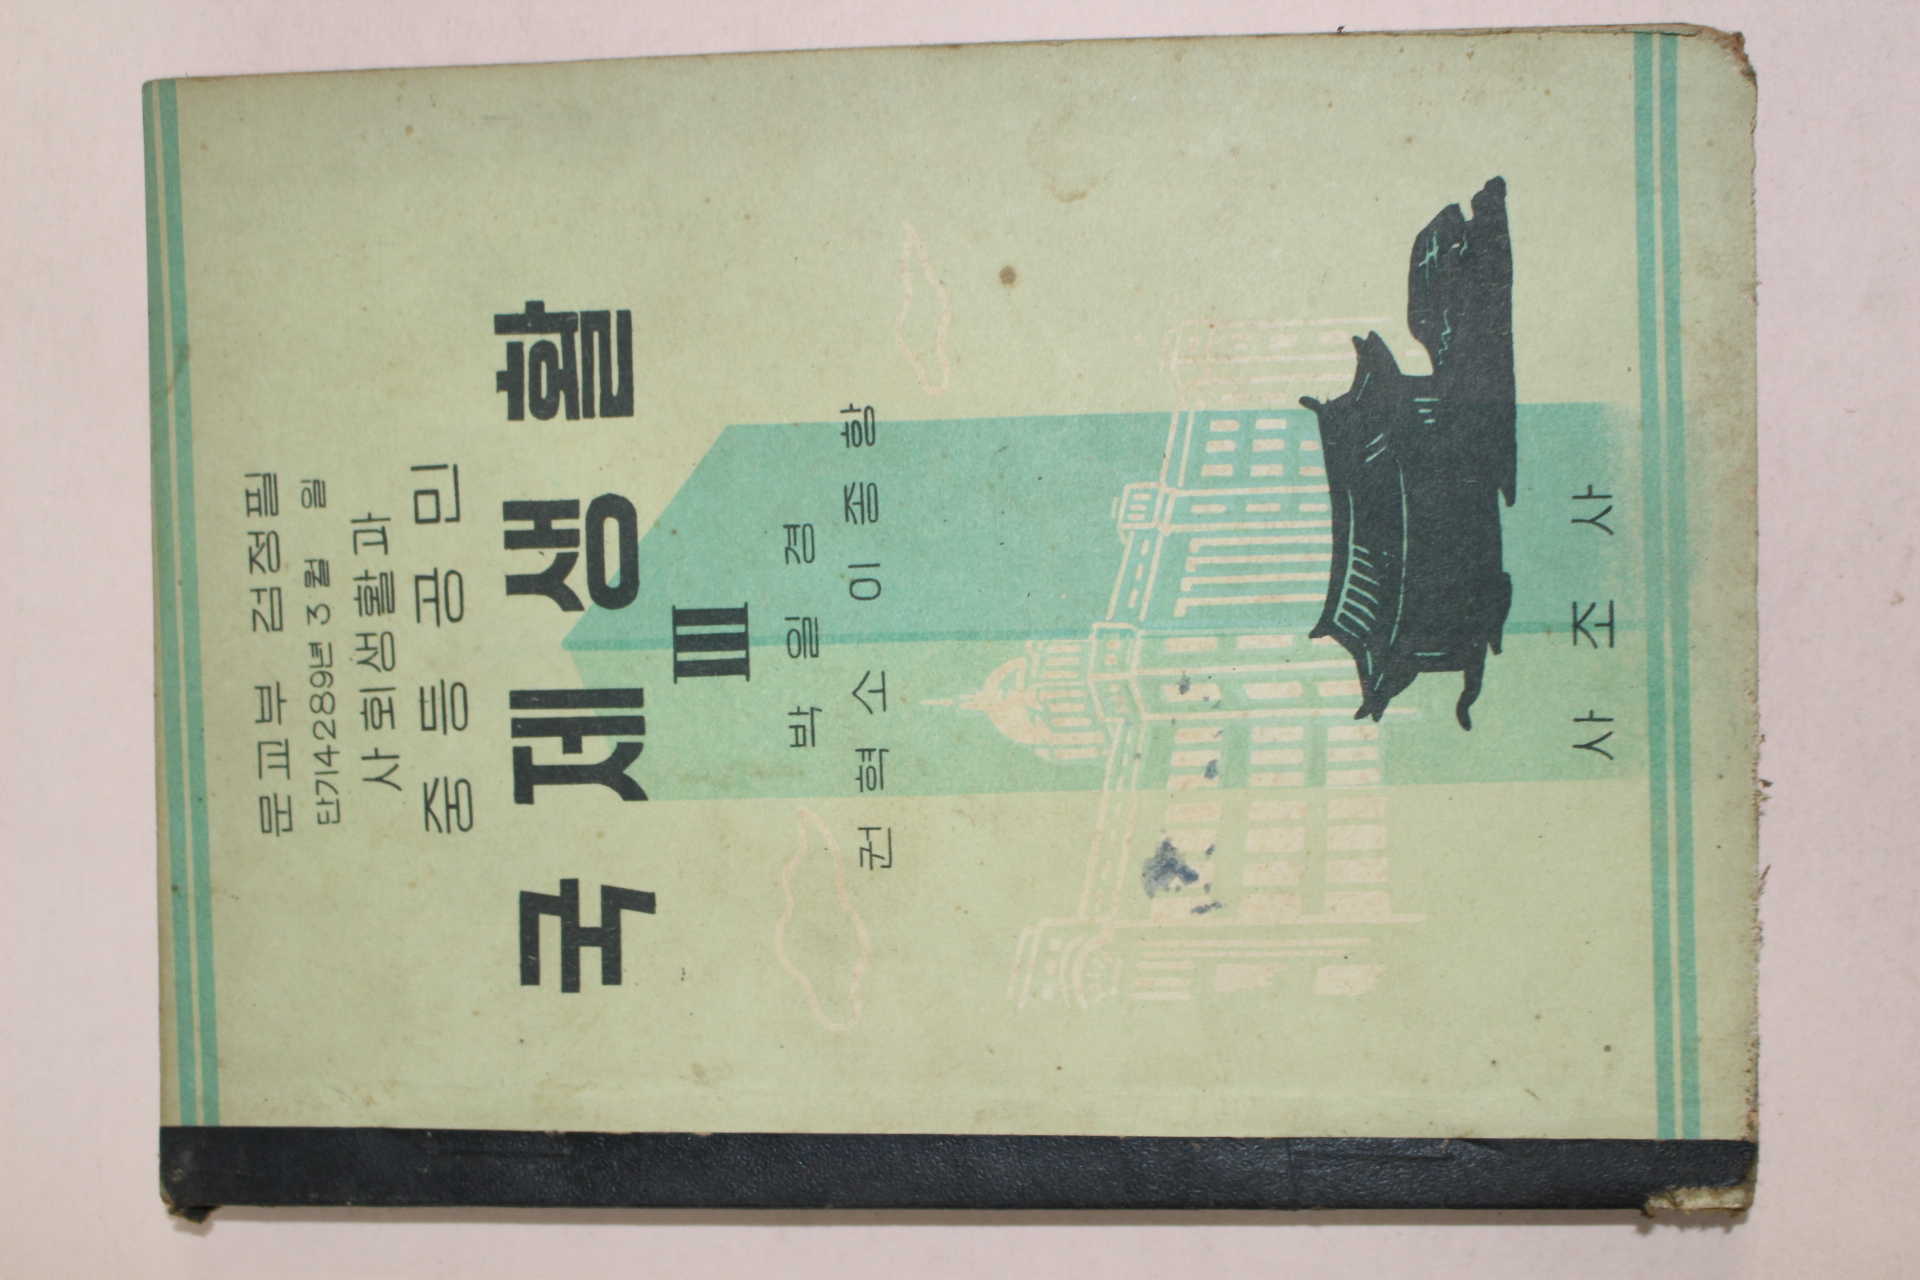 문교부 검정필
단기4289년 3월 일
사회생활과
중등공민
국제생활
III
박일경
권혁소 이종항
사조사